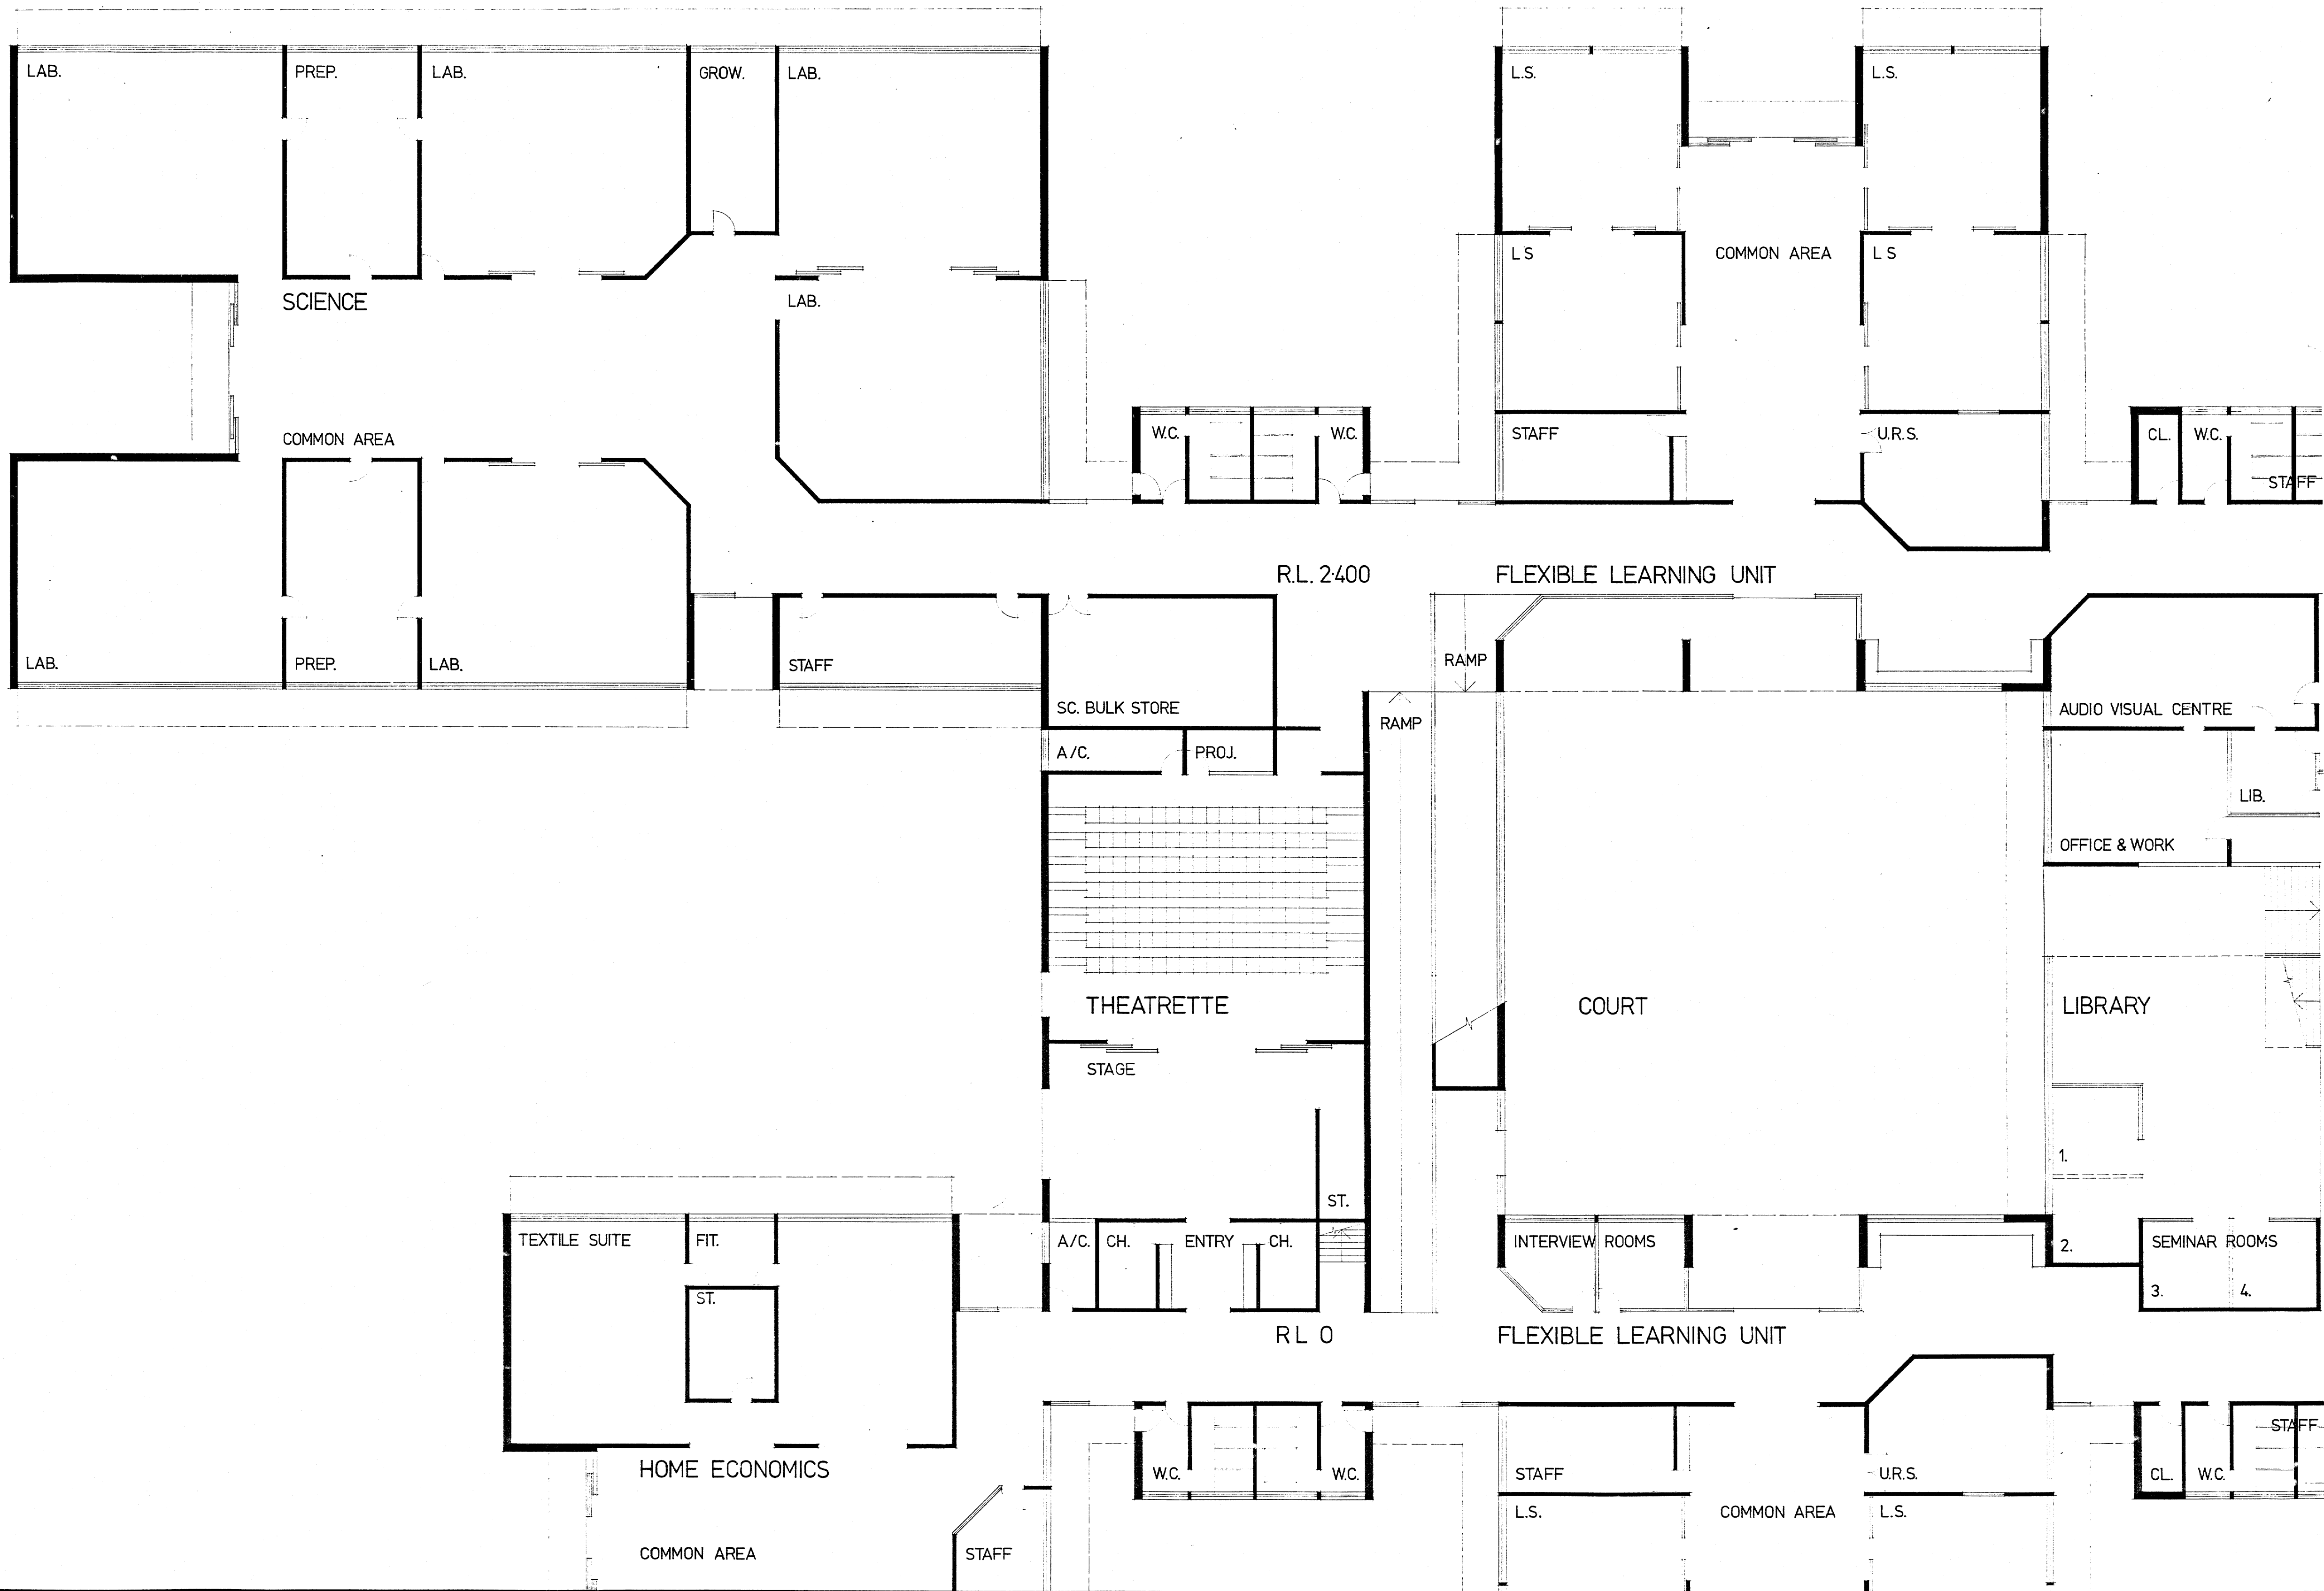 LAB.
PREP.
LAB.
GROW.
LAB.
L.S.
L.S.
L S
COMMON AREA
L S
SCIENCE
LAB.
COMMON AREA
W.C.
W.C.
STAFF
U.R.S.
CL.
W.C.
STAFF
R.L. 2·400
FLEXIBLE LEARNING UNIT
LAB.
PREP.
LAB.
STAFF
RAMP
SC. BULK STORE
RAMP
AUDIO VISUAL CENTRE
A/C.
PROJ.
LIB.
OFFICE & WORK
THEATRETTE
COURT
LIBRARY
STAGE
1.
ST.
TEXTILE SUITE
FIT.
A/C.
CH.
ENTRY
CH.
INTERVIEW ROOMS
2.
SEMINAR ROOMS
ST.
3.
4.
R L 0
FLEXIBLE LEARNING UNIT
STAFF
HOME ECONOMICS
W.C.
W.C.
STAFF
U.R.S.
CL.
W.C.
L.S.
COMMON AREA
L.S.
COMMON AREA
STAFF